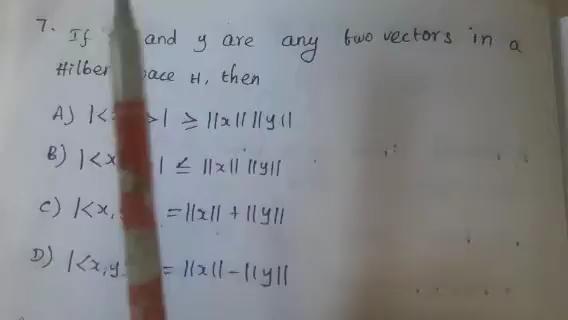 7. If and y are any two vectors in a
Hilber ace H, then
A) |< >| ≥ ||x|| ||y||
B) |<x | ≤ ||x|| ||y||
C) |<x, = ||x|| + ||y||
D) |<x,y = ||x|| - ||y||